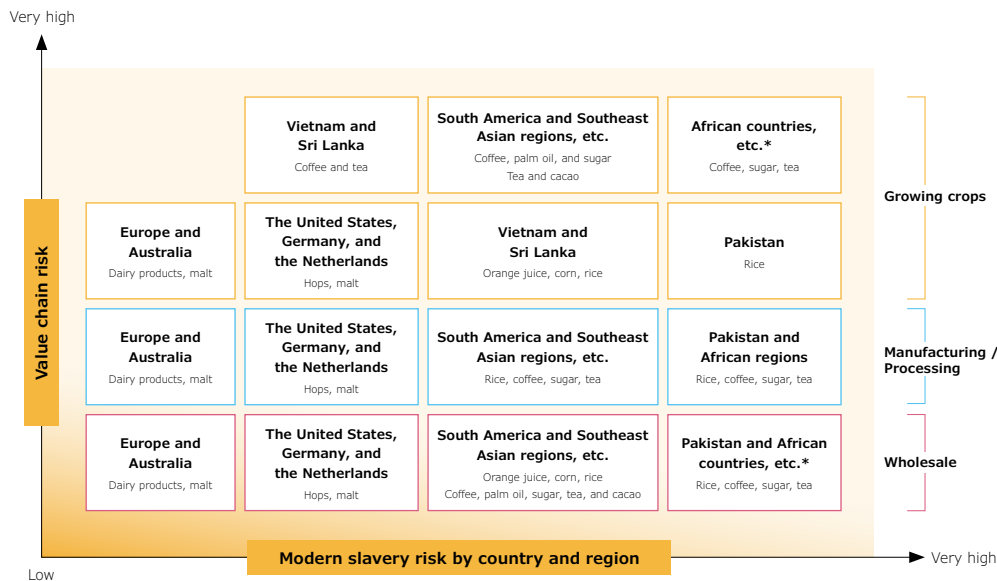 Very high
Vietnam and
Sri Lanka
Coffee and tea
South America and Southeast
Asian regions, etc.
Coffee, palm oil, and sugar
Tea and cacao
African countries,
etc.*
Coffee, sugar, tea
Growing crops
Europe and
Australia
Dairy products, malt
The United States,
Germany, and
the Netherlands
Hops, malt
Vietnam and
Sri Lanka
Orange juice, corn, rice
Pakistan
Rice
Value chain risk
Europe and
Australia
Dairy products, malt
The United States,
Germany, and
the Netherlands
Hops, malt
South America and Southeast
Asian regions, etc.
Rice, coffee, sugar, tea
Pakistan and
African regions
Rice, coffee, sugar, tea
Manufacturing /
Processing
Europe and
Australia
Dairy products, malt
The United States,
Germany, and
the Netherlands
Hops, malt
South America and Southeast
Asian regions, etc.
Orange juice, corn, rice
Coffee, palm oil, sugar, tea, and cacao
Pakistan and African
countries, etc.*
Rice, coffee, sugar, tea
Wholesale
Modern slavery risk by country and region
Very high
Low